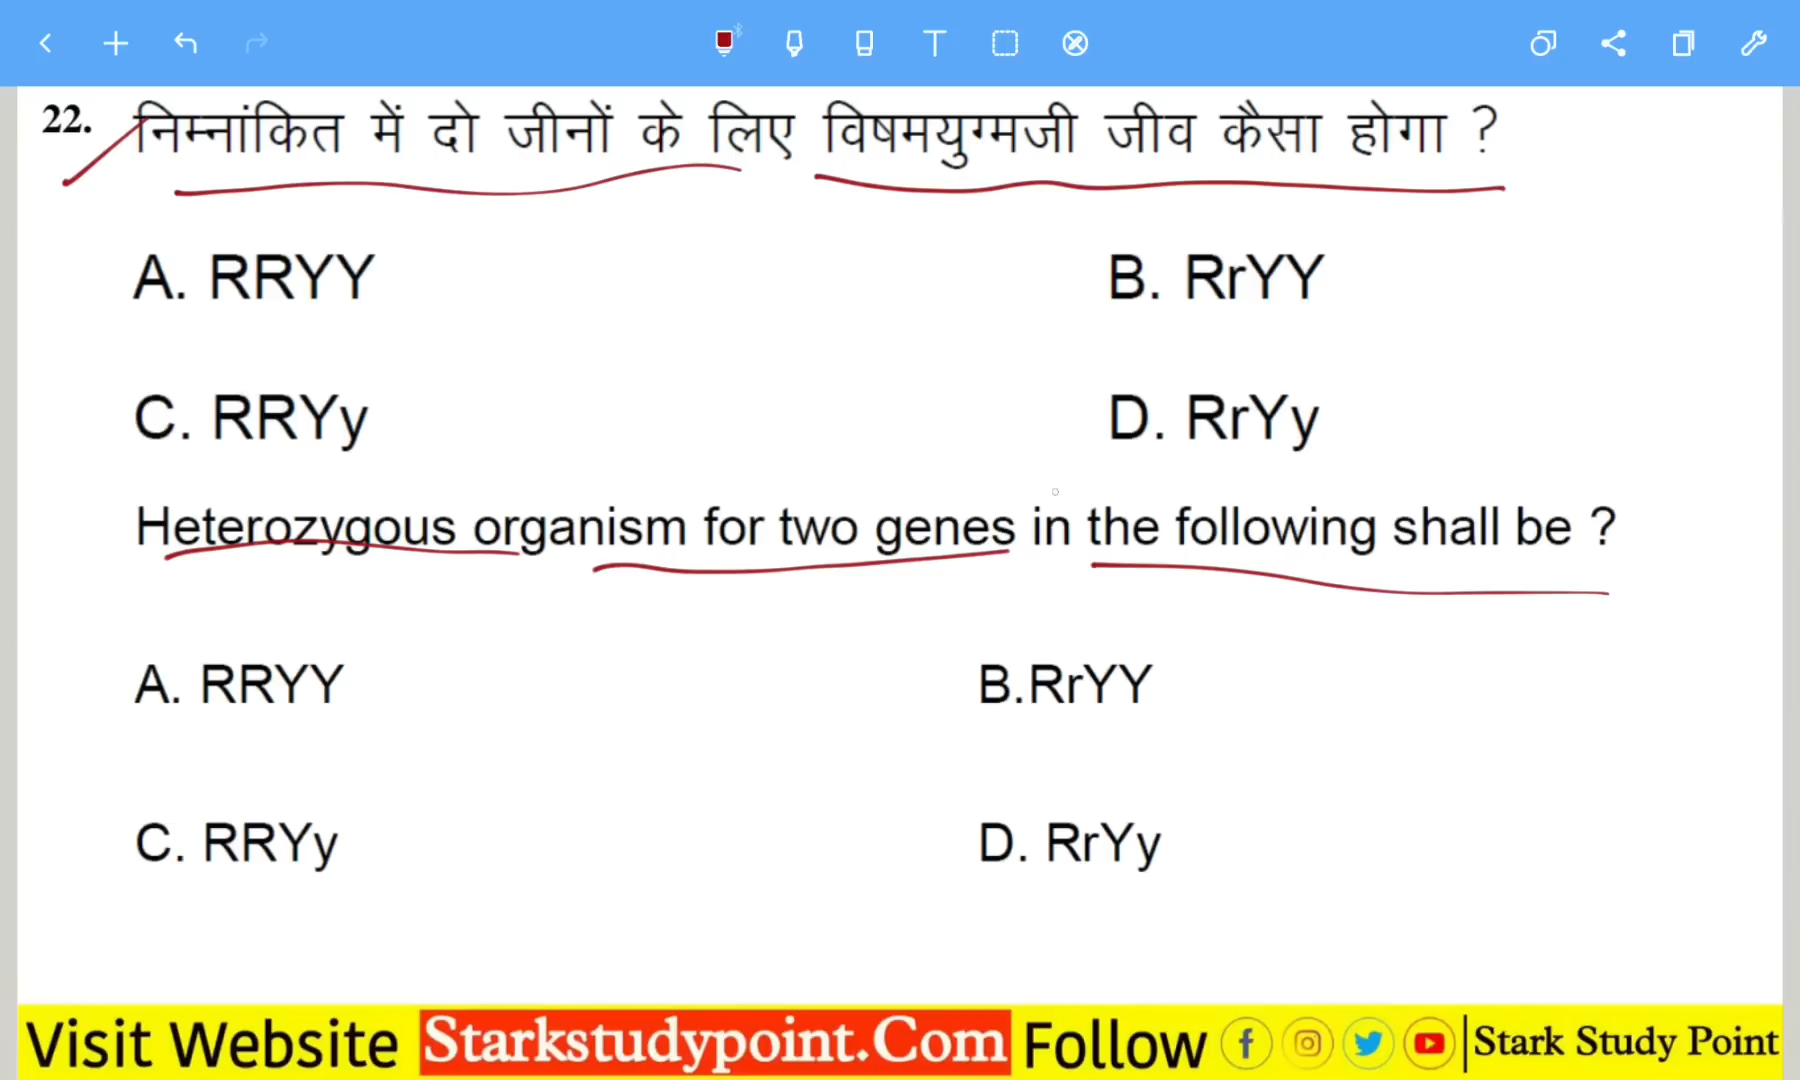 22. निम्नांकित में दो जीनों के लिए विषमयुग्मजी जीव कैसा होगा ?
A. RRYY B. RrYY
C. RRYy D. RrYy
Heterozygous organism for two genes in the following shall be ?
A. RRYY B.RrYY
C. RRYy D. RrYy
Visit Website Starkstudypoint.Com Follow Stark Study Point